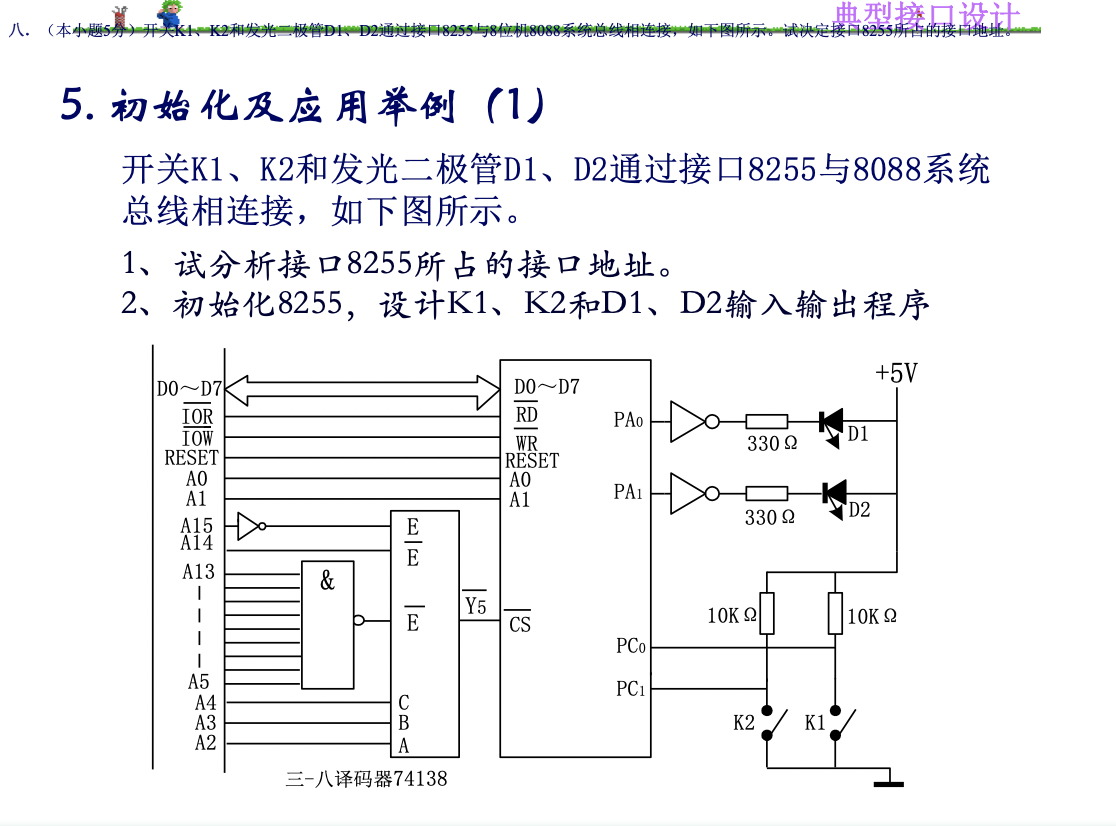 典型接口设计
八. （本小题5分）开关K1、K2和发光二极管D1、D2通过接口8255与8位机8088系统总线相连接，如下图所示。试决定接口8255所占的接口地址。
5. 初始化及应用举例（1）
开关K1、K2和发光二极管D1、D2通过接口8255与8088系统
总线相连接，如下图所示。
1、试分析接口8255所占的接口地址。
2、初始化8255，设计K1、K2和D1、D2输入输出程序
D0～D7
IOR
IOW
RESET
A0
A1
A15
A14
A13
A5
A4
A3
A2
&
E
E
E
C
B
A
三-八译码器74138
Y5
D0～D7
RD
WR
RESET
A0
A1
CS
PA0
PA1
PC0
PC1
330Ω
D1
330Ω
D2
+5V
10KΩ
10KΩ
K2
K1